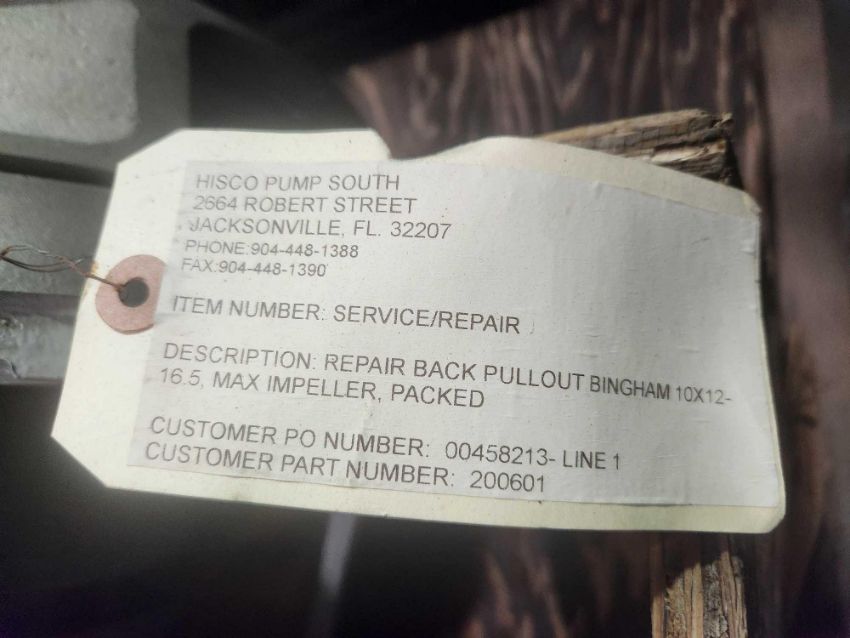 HISCO PUMP SOUTH
2664 ROBERT STREET
JACKSONVILLE, FL. 32207
PHONE:904-448-1388
FAX:904-448-1390
ITEM NUMBER: SERVICE/REPAIR
DESCRIPTION: REPAIR BACK PULLOUT BINGHAM 10X12-
16.5, MAX IMPELLER, PACKED
CUSTOMER PO NUMBER: 00458213- LINE 1
CUSTOMER PART NUMBER: 200601